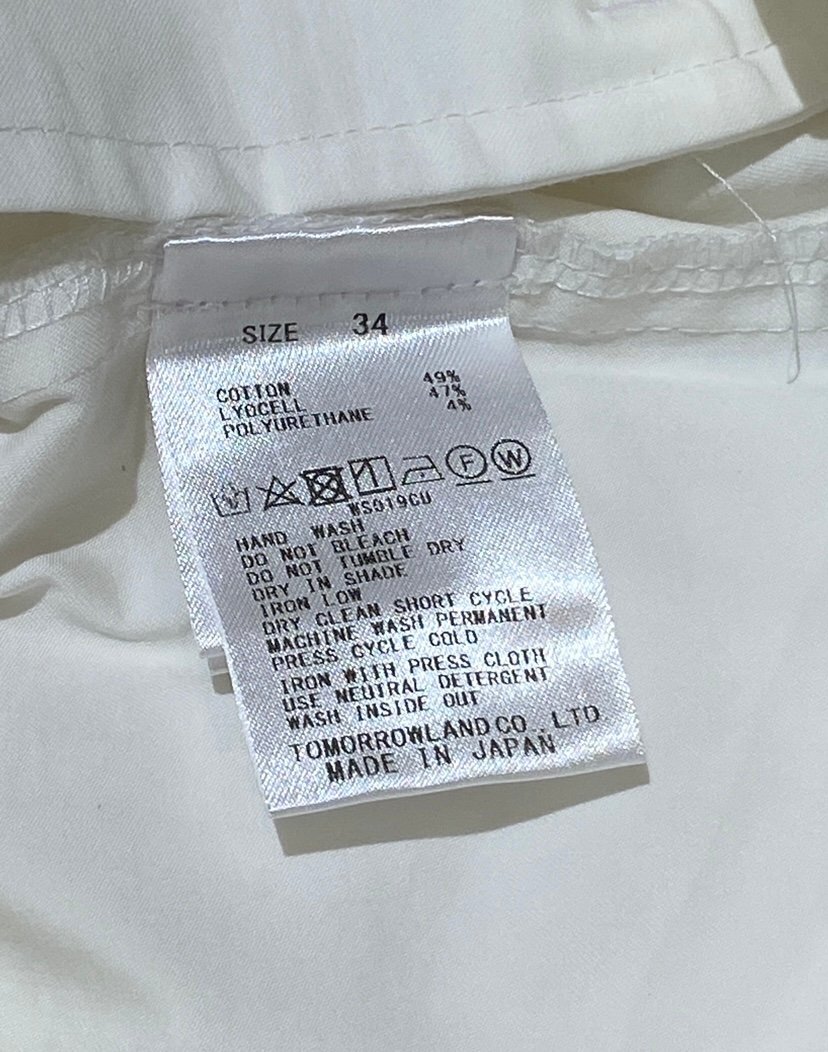 SIZE 34
COTTON 49%
LYOCELL 47%
POLYURETHANE 4%
F W
WS019CU
HAND WASH
DO NOT BLEACH
DO NOT TUMBLE DRY
DRY IN SHADE
IRON LOW
DRY CLEAN SHORT CYCLE
MACHINE WASH PERMANENT
PRESS CYCLE COLD
IRON WITH PRESS CLOTH
USE NEUTRAL DETERGENT
WASH INSIDE OUT
TOMORROWLAND CO., LTD.
MADE IN JAPAN